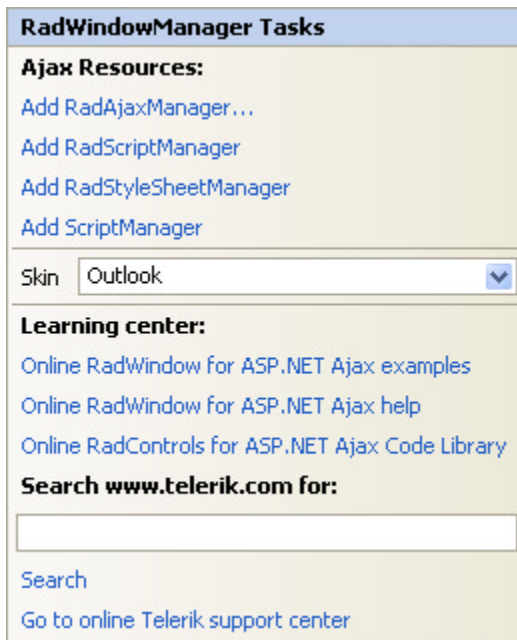 RadWindowManager Tasks
Ajax Resources:
Add RadAjaxManager...
Add RadScriptManager
Add RadStyleSheetManager
Add ScriptManager
Skin Outlook
Learning center:
Online RadWindow for ASP.NET Ajax examples
Online RadWindow for ASP.NET Ajax help
Online RadControls for ASP.NET Ajax Code Library
Search www.telerik.com for:
Search
Go to online Telerik support center